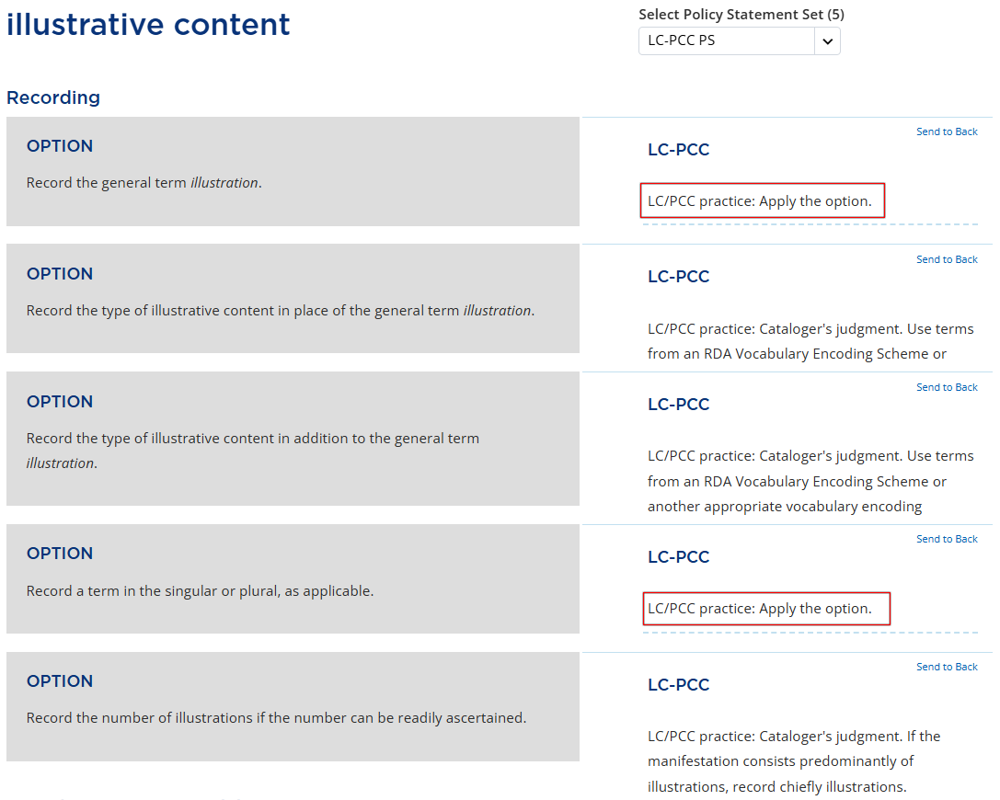 illustrative content
Select Policy Statement Set (5)
LC-PCC PS
Recording
OPTION
Record the general term illustration.
Send to Back
LC-PCC
LC/PCC practice: Apply the option.
OPTION
Record the type of illustrative content in place of the general term illustration.
Send to Back
LC-PCC
LC/PCC practice: Cataloger's judgment. Use terms
from an RDA Vocabulary Encoding Scheme or
OPTION
Record the type of illustrative content in addition to the general term
illustration.
Send to Back
LC-PCC
LC/PCC practice: Cataloger's judgment. Use terms
from an RDA Vocabulary Encoding Scheme or
another appropriate vocabulary encoding
OPTION
Record a term in the singular or plural, as applicable.
Send to Back
LC-PCC
LC/PCC practice: Apply the option.
OPTION
Record the number of illustrations if the number can be readily ascertained.
Send to Back
LC-PCC
LC/PCC practice: Cataloger's judgment. If the
manifestation consists predominantly of
illustrations, record chiefly illustrations.